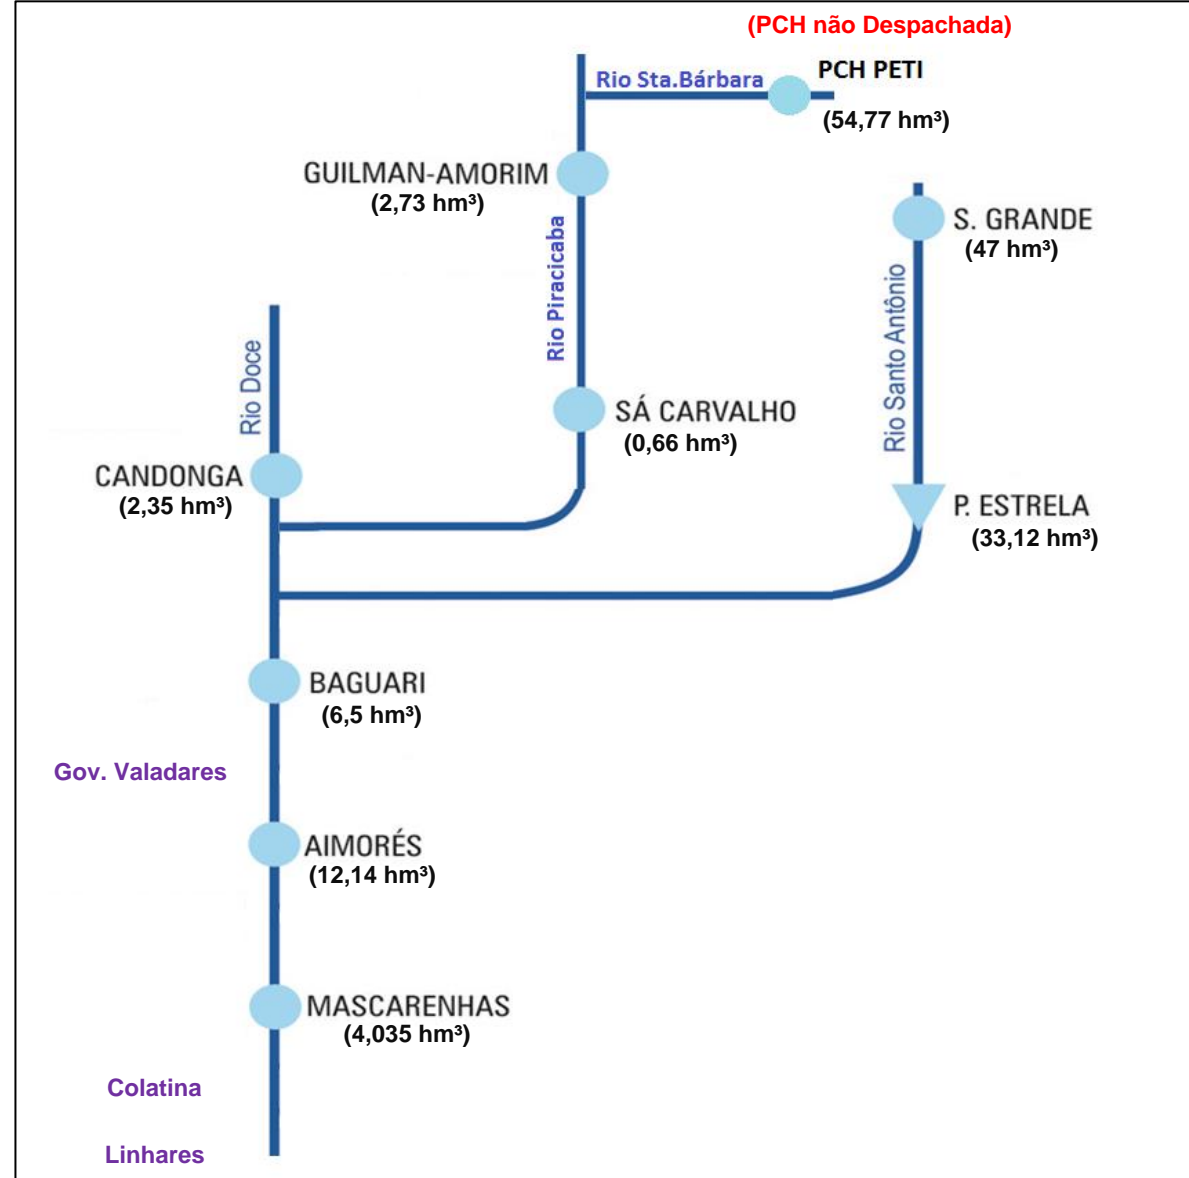 (PCH não Despachada)
Rio Sta.Bárbara
PCH PETI
(54,77 hm³)
GUILMAN-AMORIM
(2,73 hm³)
S. GRANDE
(47 hm³)
Rio Piracicaba
Rio Santo Antônio
Rio Doce
SÁ CARVALHO
(0,66 hm³)
CANDONGA
(2,35 hm³)
P. ESTRELA
(33,12 hm³)
BAGUARI
(6,5 hm³)
Gov. Valadares
AIMORÉS
(12,14 hm³)
MASCARENHAS
(4,035 hm³)
Colatina
Linhares